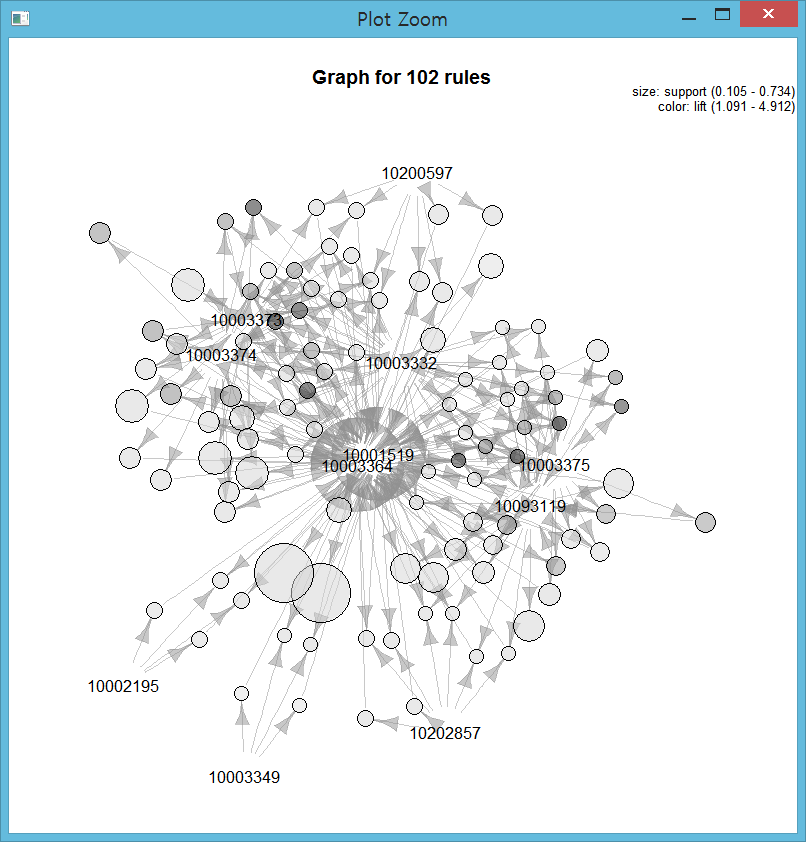 Plot Zoom
Graph for 102 rules
size: support (0.105 - 0.734)
color: lift (1.091 - 4.912)
10200597
10003373
10003374
10003332
10001519
10003364
10003375
10093119
10002195
10202857
10003349